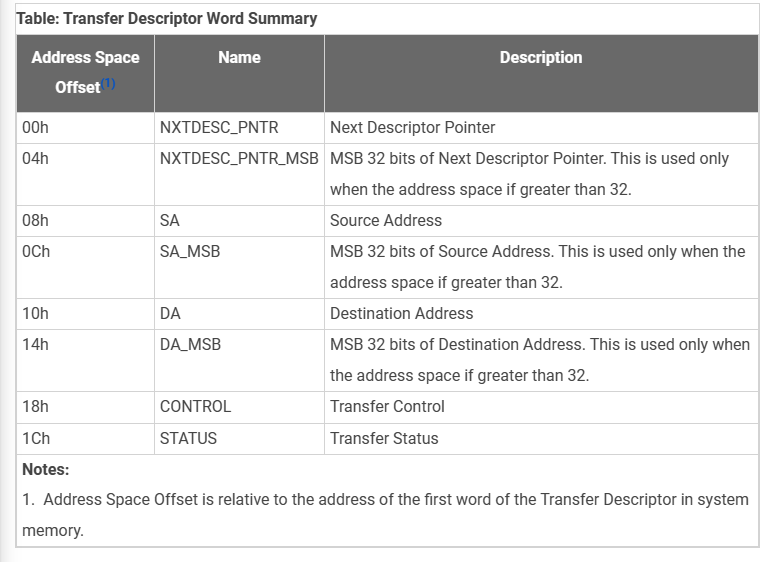 Table: Transfer Descriptor Word Summary
Address Space Offset(1) Name Description
00h NXTDESC_PNTR Next Descriptor Pointer
04h NXTDESC_PNTR_MSB MSB 32 bits of Next Descriptor Pointer. This is used only
when the address space if greater than 32.
08h SA Source Address
0Ch SA_MSB MSB 32 bits of Source Address. This is used only when the
address space if greater than 32.
10h DA Destination Address
14h DA_MSB MSB 32 bits of Destination Address. This is used only when
the address space if greater than 32.
18h CONTROL Transfer Control
1Ch STATUS Transfer Status
Notes:
1. Address Space Offset is relative to the address of the first word of the Transfer Descriptor in system
memory.